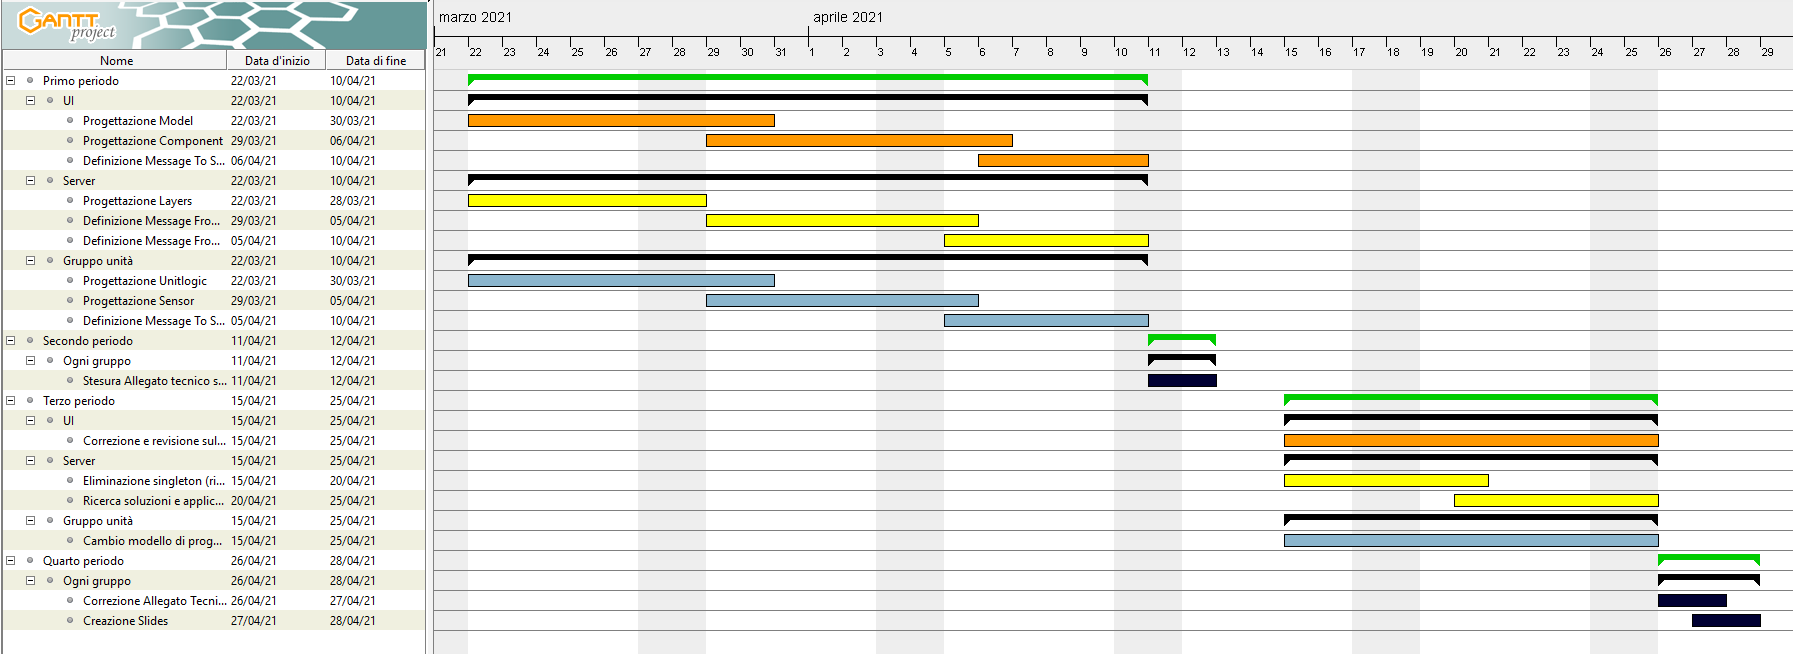 GANTT
project
marzo 2021
aprile 2021
21 22 23 24 25 26 27 28 29 30 31 1 2 3 4 5 6 7 8 9 10 11 12 13 14 15 16 17 18 19 20 21 22 23 24 25 26 27 28 29
Nome Data d'inizio Data di fine
Primo periodo 22/03/21 10/04/21
UI 22/03/21 10/04/21
Progettazione Model 22/03/21 30/03/21
Progettazione Component 29/03/21 06/04/21
Definizione Message To S... 06/04/21 10/04/21
Server 22/03/21 10/04/21
Progettazione Layers 22/03/21 28/03/21
Definizione Message Fro... 29/03/21 05/04/21
Definizione Message Fro... 05/04/21 10/04/21
Gruppo unità 22/03/21 10/04/21
Progettazione Unitlogic 22/03/21 30/03/21
Progettazione Sensor 29/03/21 05/04/21
Definizione Message To S... 05/04/21 10/04/21
Secondo periodo 11/04/21 12/04/21
Ogni gruppo 11/04/21 12/04/21
Stesura Allegato tecnico s... 11/04/21 12/04/21
Terzo periodo 15/04/21 25/04/21
UI 15/04/21 25/04/21
Correzione e revisione sul... 15/04/21 25/04/21
Server 15/04/21 25/04/21
Eliminazione singleton (ri... 15/04/21 20/04/21
Ricerca soluzioni e applic... 20/04/21 25/04/21
Gruppo unità 15/04/21 25/04/21
Cambio modello di prog... 15/04/21 25/04/21
Quarto periodo 26/04/21 28/04/21
Ogni gruppo 26/04/21 28/04/21
Correzione Allegato Tecni... 26/04/21 27/04/21
Creazione Slides 27/04/21 28/04/21